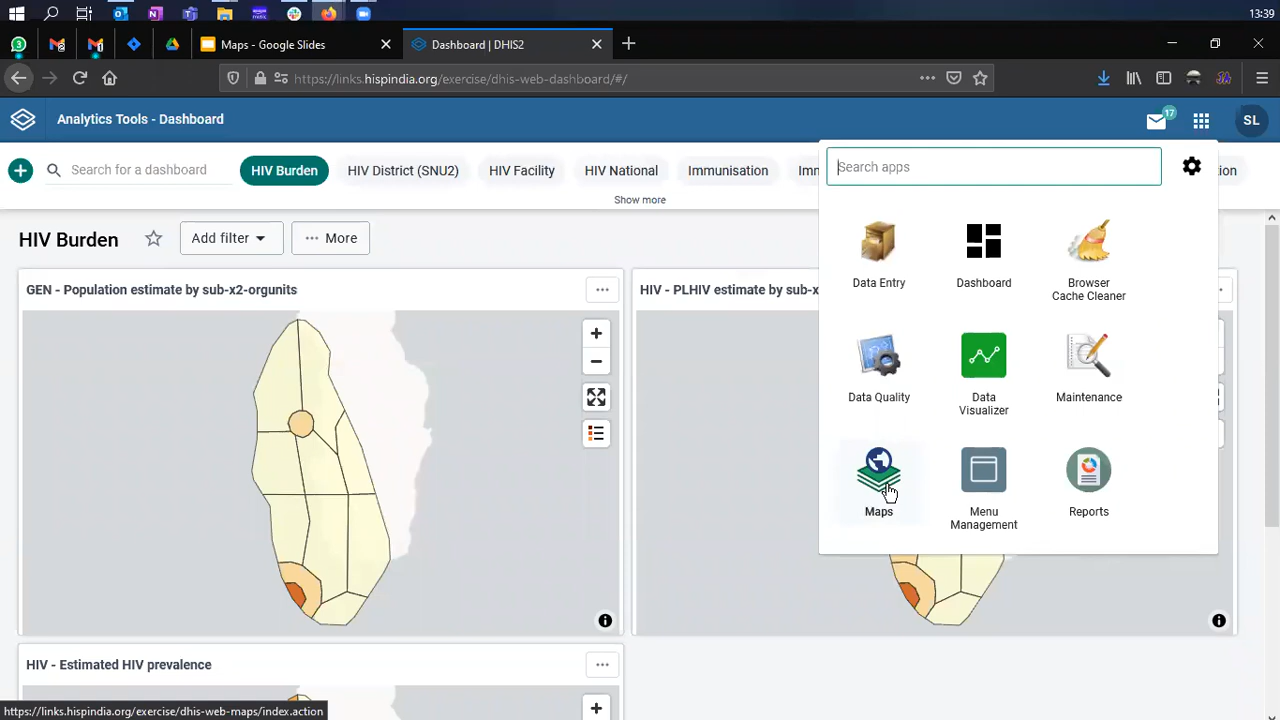 13:39
Maps - Google Slides
Dashboard | DHIS2
https://links.hispindia.org/exercise/dhis-web-dashboard/#/
Analytics Tools - Dashboard
17
SL
Search for a dashboard
HIV Burden
HIV District (SNU2)
HIV Facility
HIV National
Immunisation
Imm
ion
Show more
Search apps
HIV Burden
Add filter
More
Data Entry
Dashboard
Browser
Cache Cleaner
GEN - Population estimate by sub-x2-orgunits
HIV - PLHIV estimate by sub-x
Data Quality
Data
Visualizer
Maintenance
Maps
Menu
Management
Reports
HIV - Estimated HIV prevalence
https://links.hispindia.org/exercise/dhis-web-maps/index.action